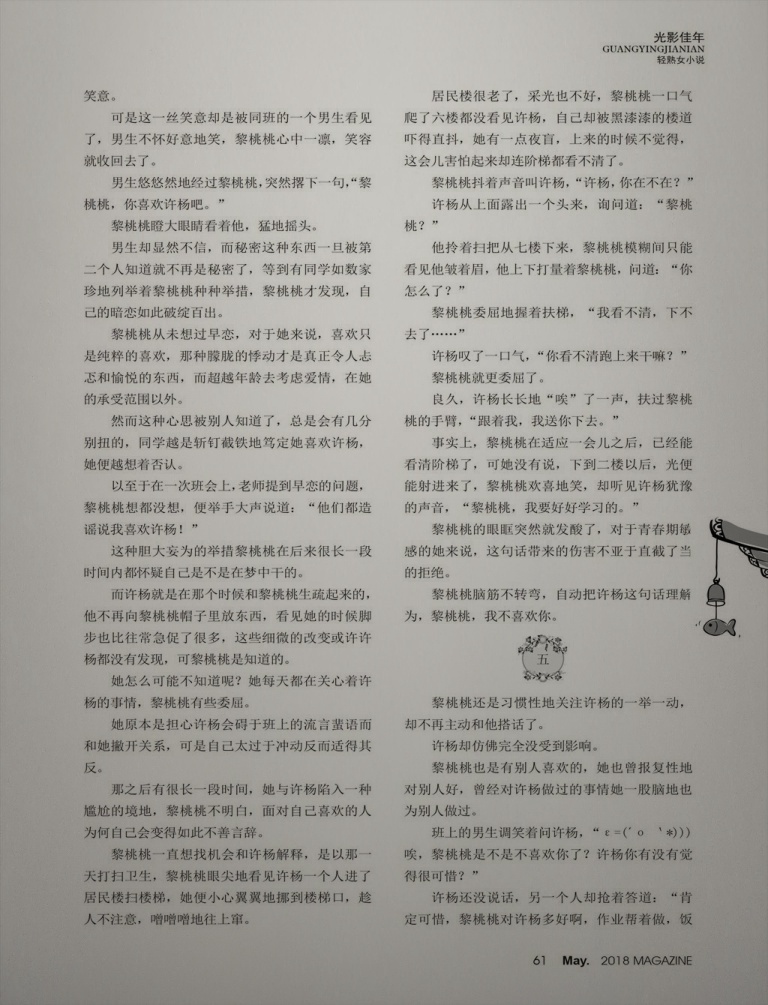 光影佳年
GUANGYINGJIANIAN
轻熟女小说
笑意。
可是这一丝笑意却是被同班的一个男生看见
了，男生不怀好意地笑，黎桃桃心中一凛，笑容
就收回去了。
男生悠悠然地经过黎桃桃，突然撂下一句，“黎
桃桃，你喜欢许杨吧。”
黎桃桃瞪大眼睛看着他，猛地摇头。
男生却显然不信，而秘密这种东西一旦被第
二个人知道就不再是秘密了，等到有同学如数家
珍地列举着黎桃桃种种举措，黎桃桃才发现，自
己的暗恋如此破绽百出。
黎桃桃从未想过早恋，对于她来说，喜欢只
是纯粹的喜欢，那种朦胧的悸动才是真正令人忐
忑和愉悦的东西，而超越年龄去考虑爱情，在她
的承受范围以外。
然而这种心思被别人知道了，总是会有几分
别扭的，同学越是斩钉截铁地笃定她喜欢许杨，
她便越想着否认。
以至于在一次班会上，老师提到早恋的问题，
黎桃桃想都没想，便举手大声说道：“他们都造
谣说我喜欢许杨！”
这种胆大妄为的举措黎桃桃在后来很长一段
时间内都怀疑自己是不是在梦中干的。
而许杨就是在那个时候和黎桃桃生疏起来的，
他不再向黎桃桃帽子里放东西，看见她的时候脚
步也比往常急促了很多，这些细微的改变或许许
杨都没有发现，可黎桃桃是知道的。
她怎么可能不知道呢？她每天都在关心着许
杨的事情，黎桃桃有些委屈。
她原本是担心许杨会碍于班上的流言蜚语而
和她撇开关系，可是自己太过于冲动反而适得其
反。
那之后有很长一段时间，她与许杨陷入一种
尴尬的境地，黎桃桃不明白，面对自己喜欢的人
为何自己会变得如此不善言辞。
黎桃桃一直想找机会和许杨解释，是以那一
天打扫卫生，黎桃桃眼尖地看见许杨一个人进了
居民楼扫楼梯，她便小心翼翼地挪到楼梯口，趁
人不注意，噌噌噌地往上窜。
居民楼很老了，采光也不好，黎桃桃一口气
爬了六楼都没看见许杨，自己却被黑漆漆的楼道
吓得直抖，她有一点夜盲，上来的时候不觉得，
这会儿害怕起来却连阶梯都看不清了。
黎桃桃抖着声音叫许杨，“许杨，你在不在？”
许杨从上面露出一个头来，询问道：“黎桃
桃？”
他拎着扫把从七楼下来，黎桃桃模糊间只能
看见他皱着眉，他上下打量着黎桃桃，问道：“你
怎么了？”
黎桃桃委屈地握着扶梯，“我看不清，下不
去了……”
许杨叹了一口气，“你看不清跑上来干嘛？”
黎桃桃就更委屈了。
良久，许杨长长地“唉”了一声，扶过黎桃
桃的手臂，“跟着我，我送你下去。”
事实上，黎桃桃在适应一会儿之后，已经能
看清阶梯了，可她没有说，下到二楼以后，光便
能射进来了，黎桃桃欢喜地笑，却听见许杨犹豫
的声音，“黎桃桃，我要好好学习的。”
黎桃桃的眼眶突然就发酸了，对于青春期敏
感的她来说，这句话带来的伤害不亚于直截了当
的拒绝。
黎桃桃脑筋不转弯，自动把许杨这句话理解
为，黎桃桃，我不喜欢你。
五
黎桃桃还是习惯性地关注许杨的一举一动，
却不再主动和他搭话了。
许杨却仿佛完全没受到影响。
黎桃桃也是有别人喜欢的，她也曾报复性地
对别人好，曾经对许杨做过的事情她一股脑地也
为别人做过。
班上的男生调笑着问许杨，“ε=(´ο｀*)))
唉，黎桃桃是不是不喜欢你了？许杨你有没有觉
得很可惜？”
许杨还没说话，另一个人却抢着答道：“肯
定可惜，黎桃桃对许杨多好啊，作业帮着做，饭
61 May. 2018 MAGAZINE